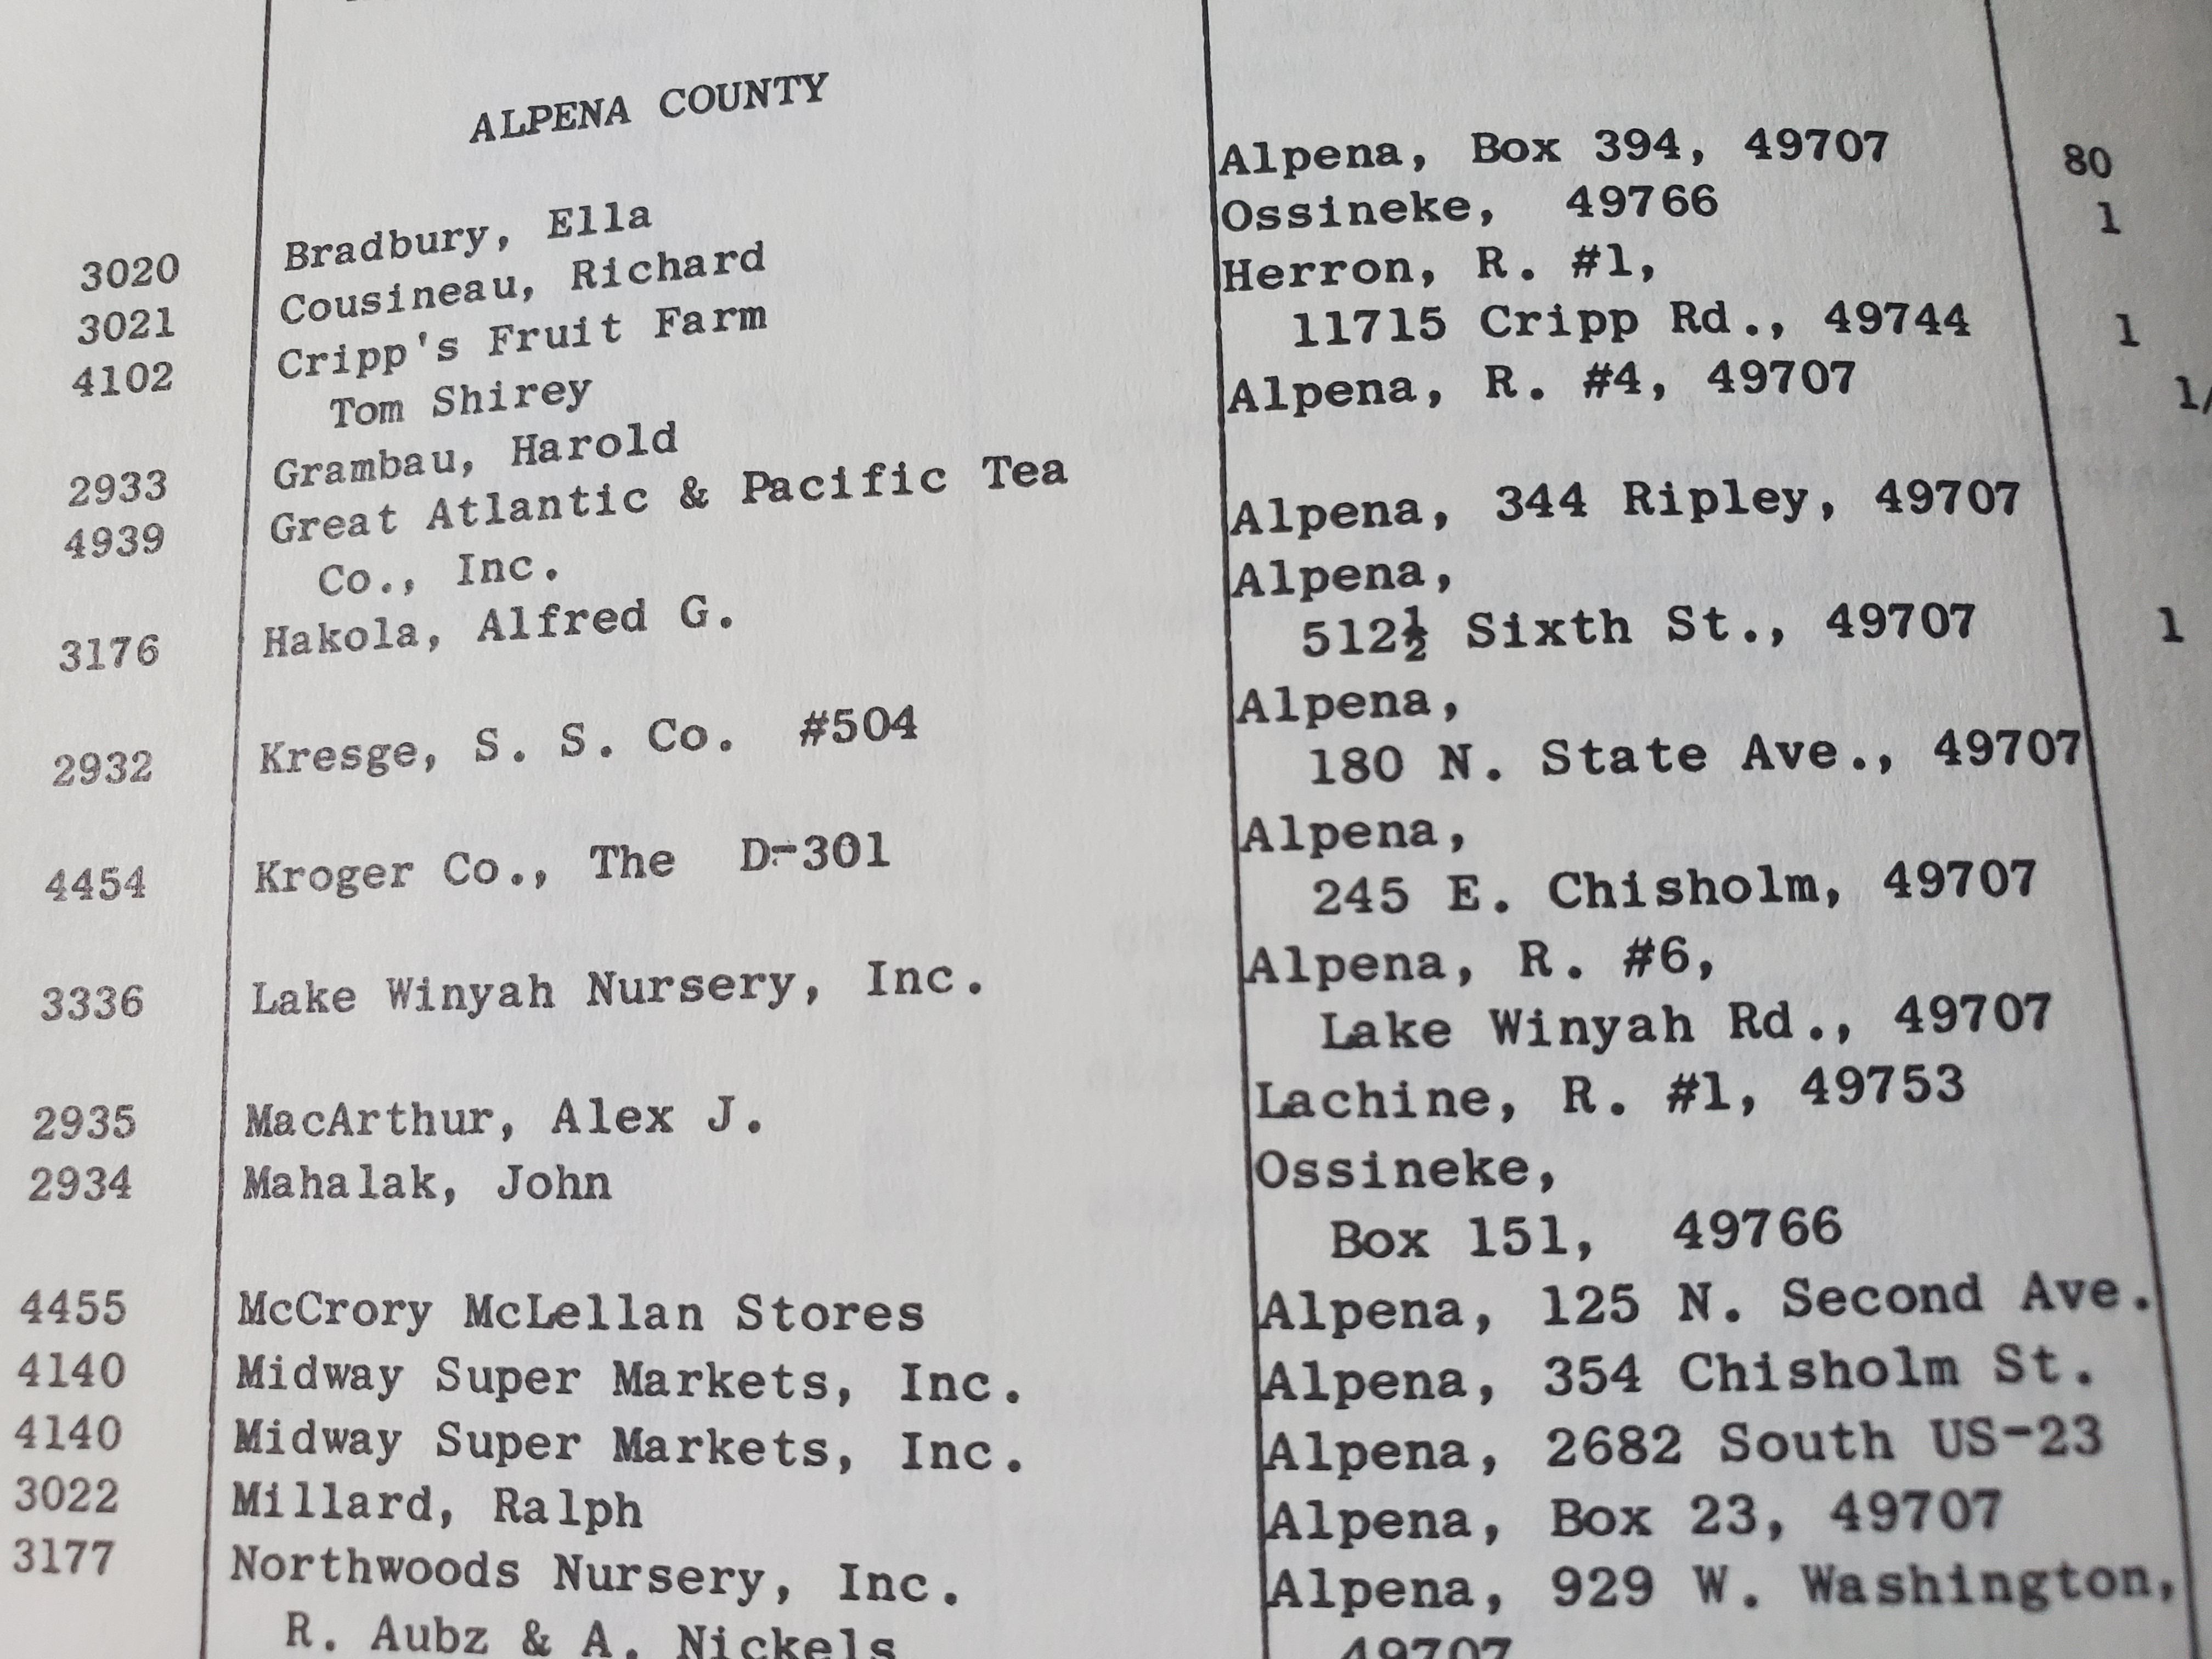 ALPENA COUNTY
3020 Bradbury, Ella Alpena, Box 394, 49707 80
3021 Cousineau, Richard Ossineke, 49766 1
4102 Cripp's Fruit Farm Herron, R. #1,
Tom Shirey 11715 Cripp Rd., 49744 1
2933 Grambau, Harold Alpena, R. #4, 49707 1/
4939 Great Atlantic & Pacific Tea
Co., Inc. Alpena, 344 Ripley, 49707
3176 Hakola, Alfred G. Alpena,
512½ Sixth St., 49707 1
2932 Kresge, S. S. Co. #504 Alpena,
180 N. State Ave., 49707
4454 Kroger Co., The D-301 Alpena,
245 E. Chisholm, 49707
3336 Lake Winyah Nursery, Inc. Alpena, R. #6,
Lake Winyah Rd., 49707
2935 MacArthur, Alex J. Lachine, R. #1, 49753
2934 Mahalak, John Ossineke,
Box 151, 49766
4455 McCrory McLellan Stores Alpena, 125 N. Second Ave.
4140 Midway Super Markets, Inc. Alpena, 354 Chisholm St.
4140 Midway Super Markets, Inc. Alpena, 2682 South US-23
3022 Millard, Ralph Alpena, Box 23, 49707
3177 Northwoods Nursery, Inc. Alpena, 929 W. Washington,
R. Aubz & A. Nickels 49707